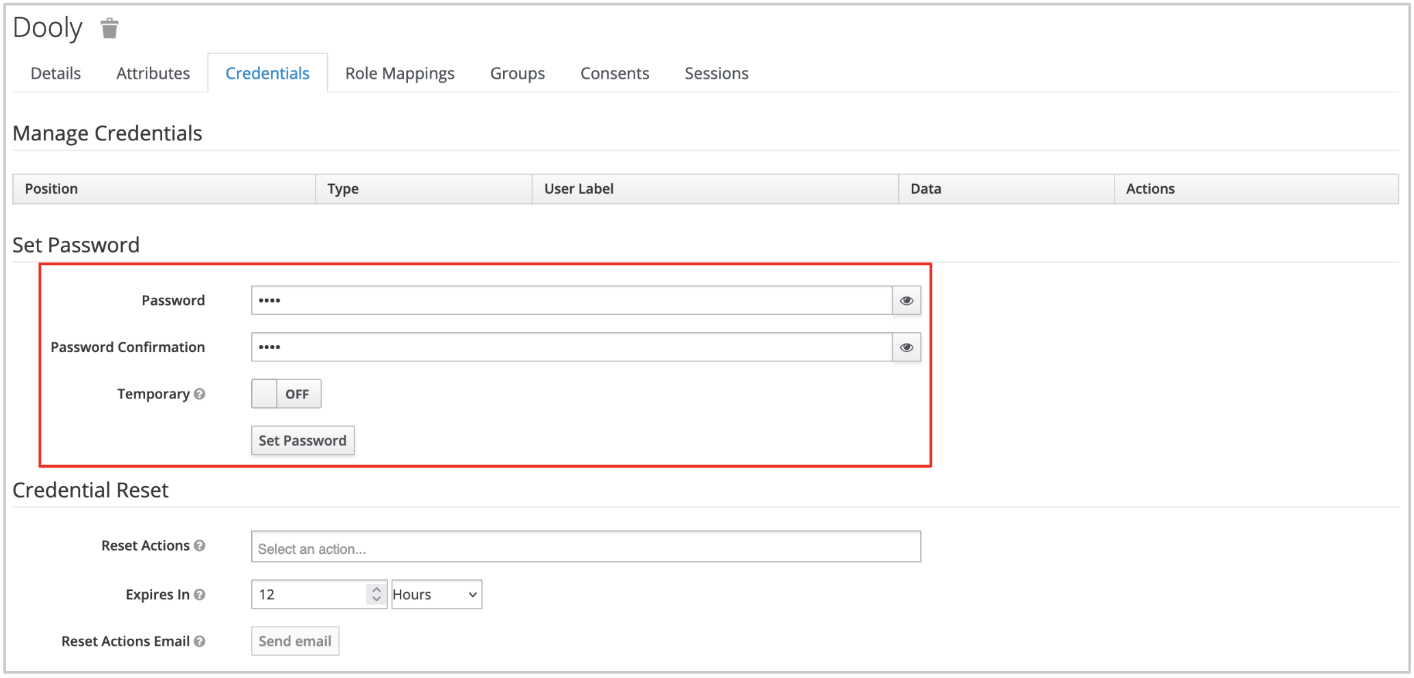 Dooly
Details Attributes Credentials Role Mappings Groups Consents Sessions
Manage Credentials
Position Type User Label Data Actions
Set Password
Password ••••
Password Confirmation ••••
Temporary OFF
Set Password
Credential Reset
Reset Actions Select an action...
Expires In 12 Hours
Reset Actions Email Send email